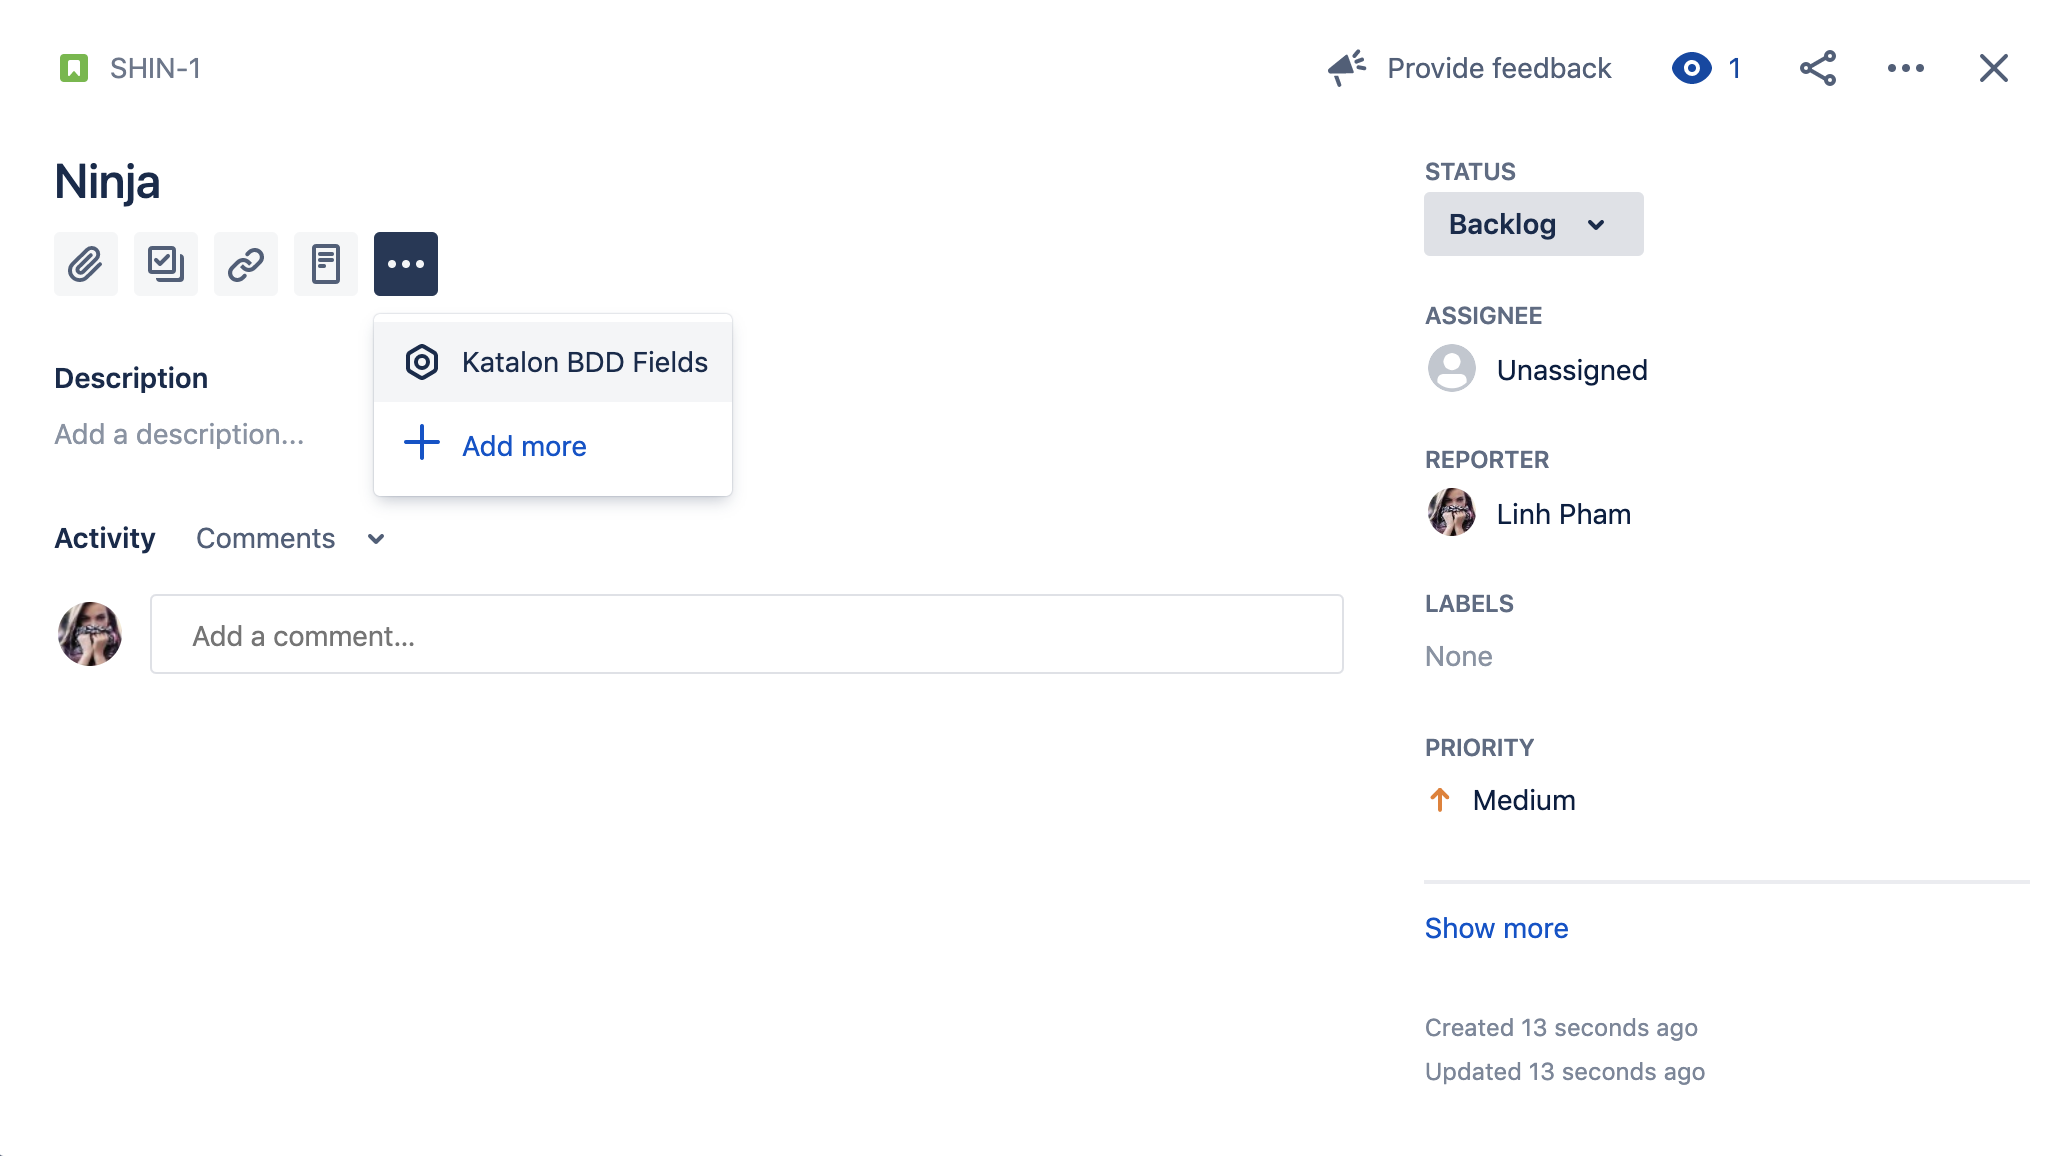 SHIN-1
Provide feedback
1
Ninja
Katalon BDD Fields
Add more
Description
Add a description...
Activity
Comments
Add a comment...
STATUS
Backlog
ASSIGNEE
Unassigned
REPORTER
Linh Pham
LABELS
None
PRIORITY
Medium
Show more
Created 13 seconds ago
Updated 13 seconds ago